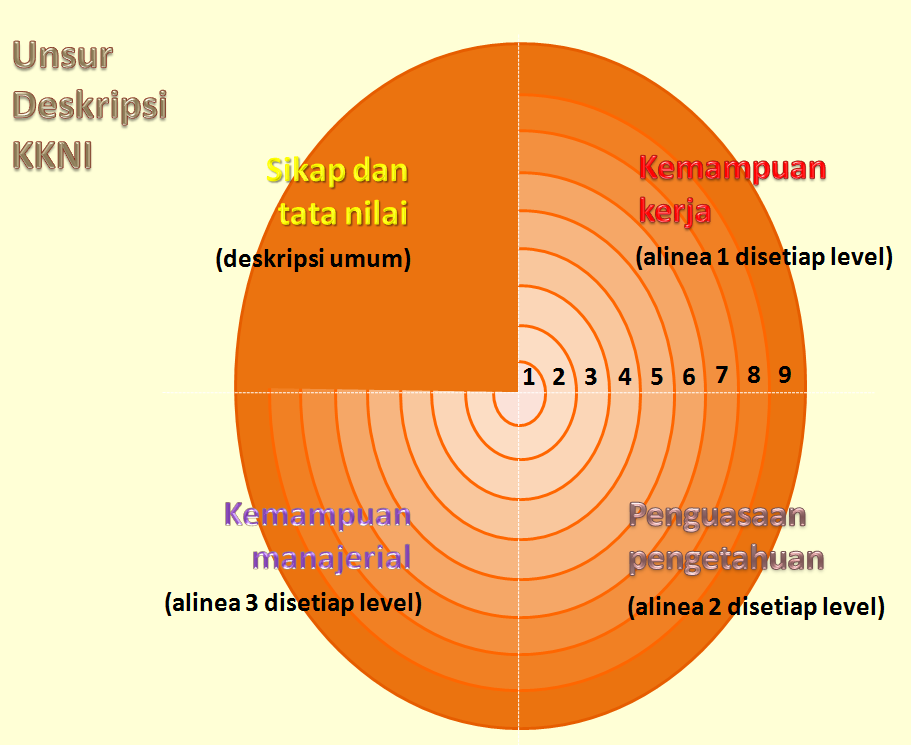 Unsur
Deskripsi
KKNI
Sikap dan
tata nilai
(deskripsi umum)
Kemampuan
kerja
(alinea 1 disetiap level)
1 2 3 4 5 6 7 8 9
Kemampuan
manajerial
(alinea 3 disetiap level)
Penguasaan
pengetahuan
(alinea 2 disetiap level)